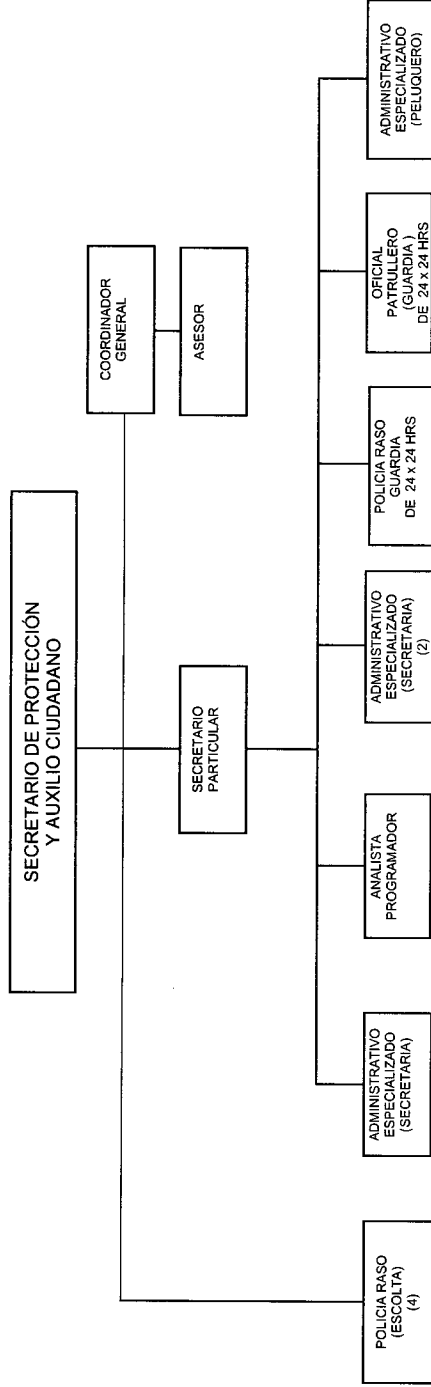 SECRETARIO DE PROTECCIÓN
Y AUXILIO CIUDADANO
COORDINADOR
GENERAL
ASESOR
SECRETARIO
PARTICULAR
POLICIA RASO
(ESCOLTA)
(4)
ADMINISTRATIVO
ESPECIALIZADO
(SECRETARIA)
ANALISTA
PROGRAMADOR
ADMINISTRATIVO
ESPECIALIZADO
(SECRETARIA)
(2)
POLICIA RASO
GUARDIA
DE 24 x 24 HRS
OFICIAL
PATRULLERO
(GUARDIA )
DE 24 x 24 HRS
ADMINISTRATIVO
ESPECIALIZADO
(PELUQUERO)